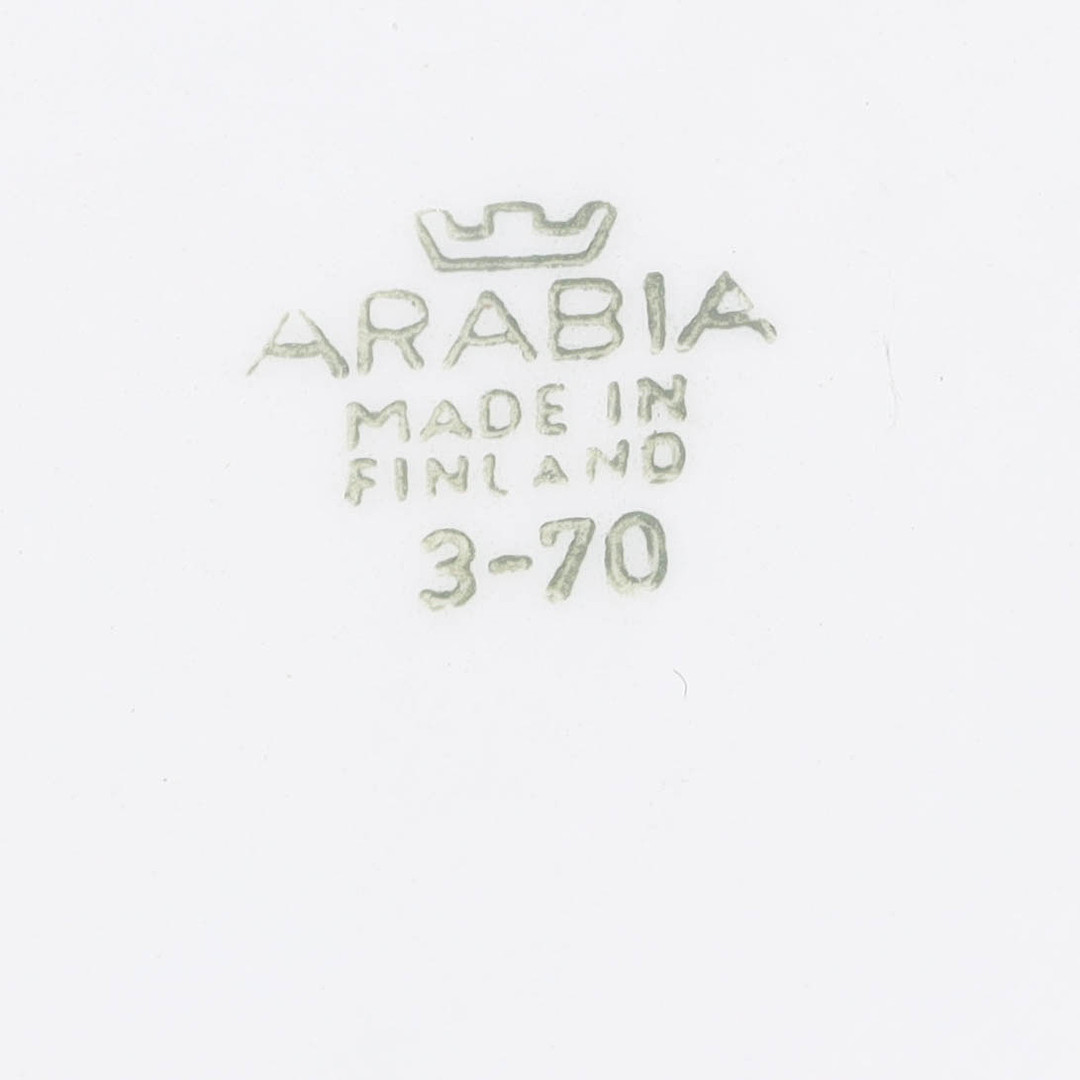 ARABIA
MADE IN
FINLAND
3-70